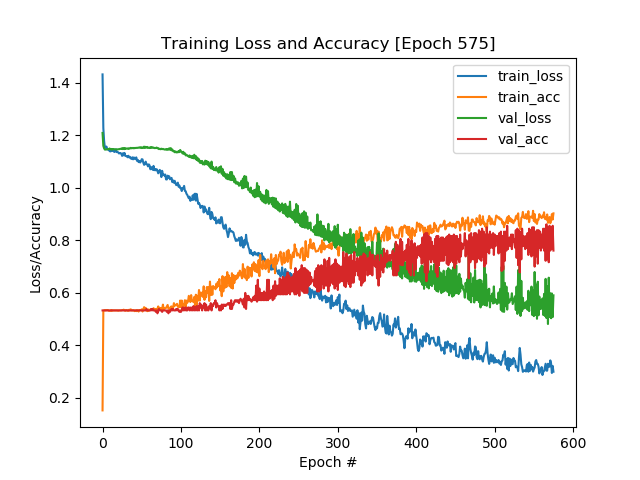 Training Loss and Accuracy [Epoch 575]
train_loss
train_acc
val_loss
val_acc
1.4
1.2
1.0
0.8
0.6
0.4
0.2
Loss/Accuracy
0 100 200 300 400 500 600
Epoch #